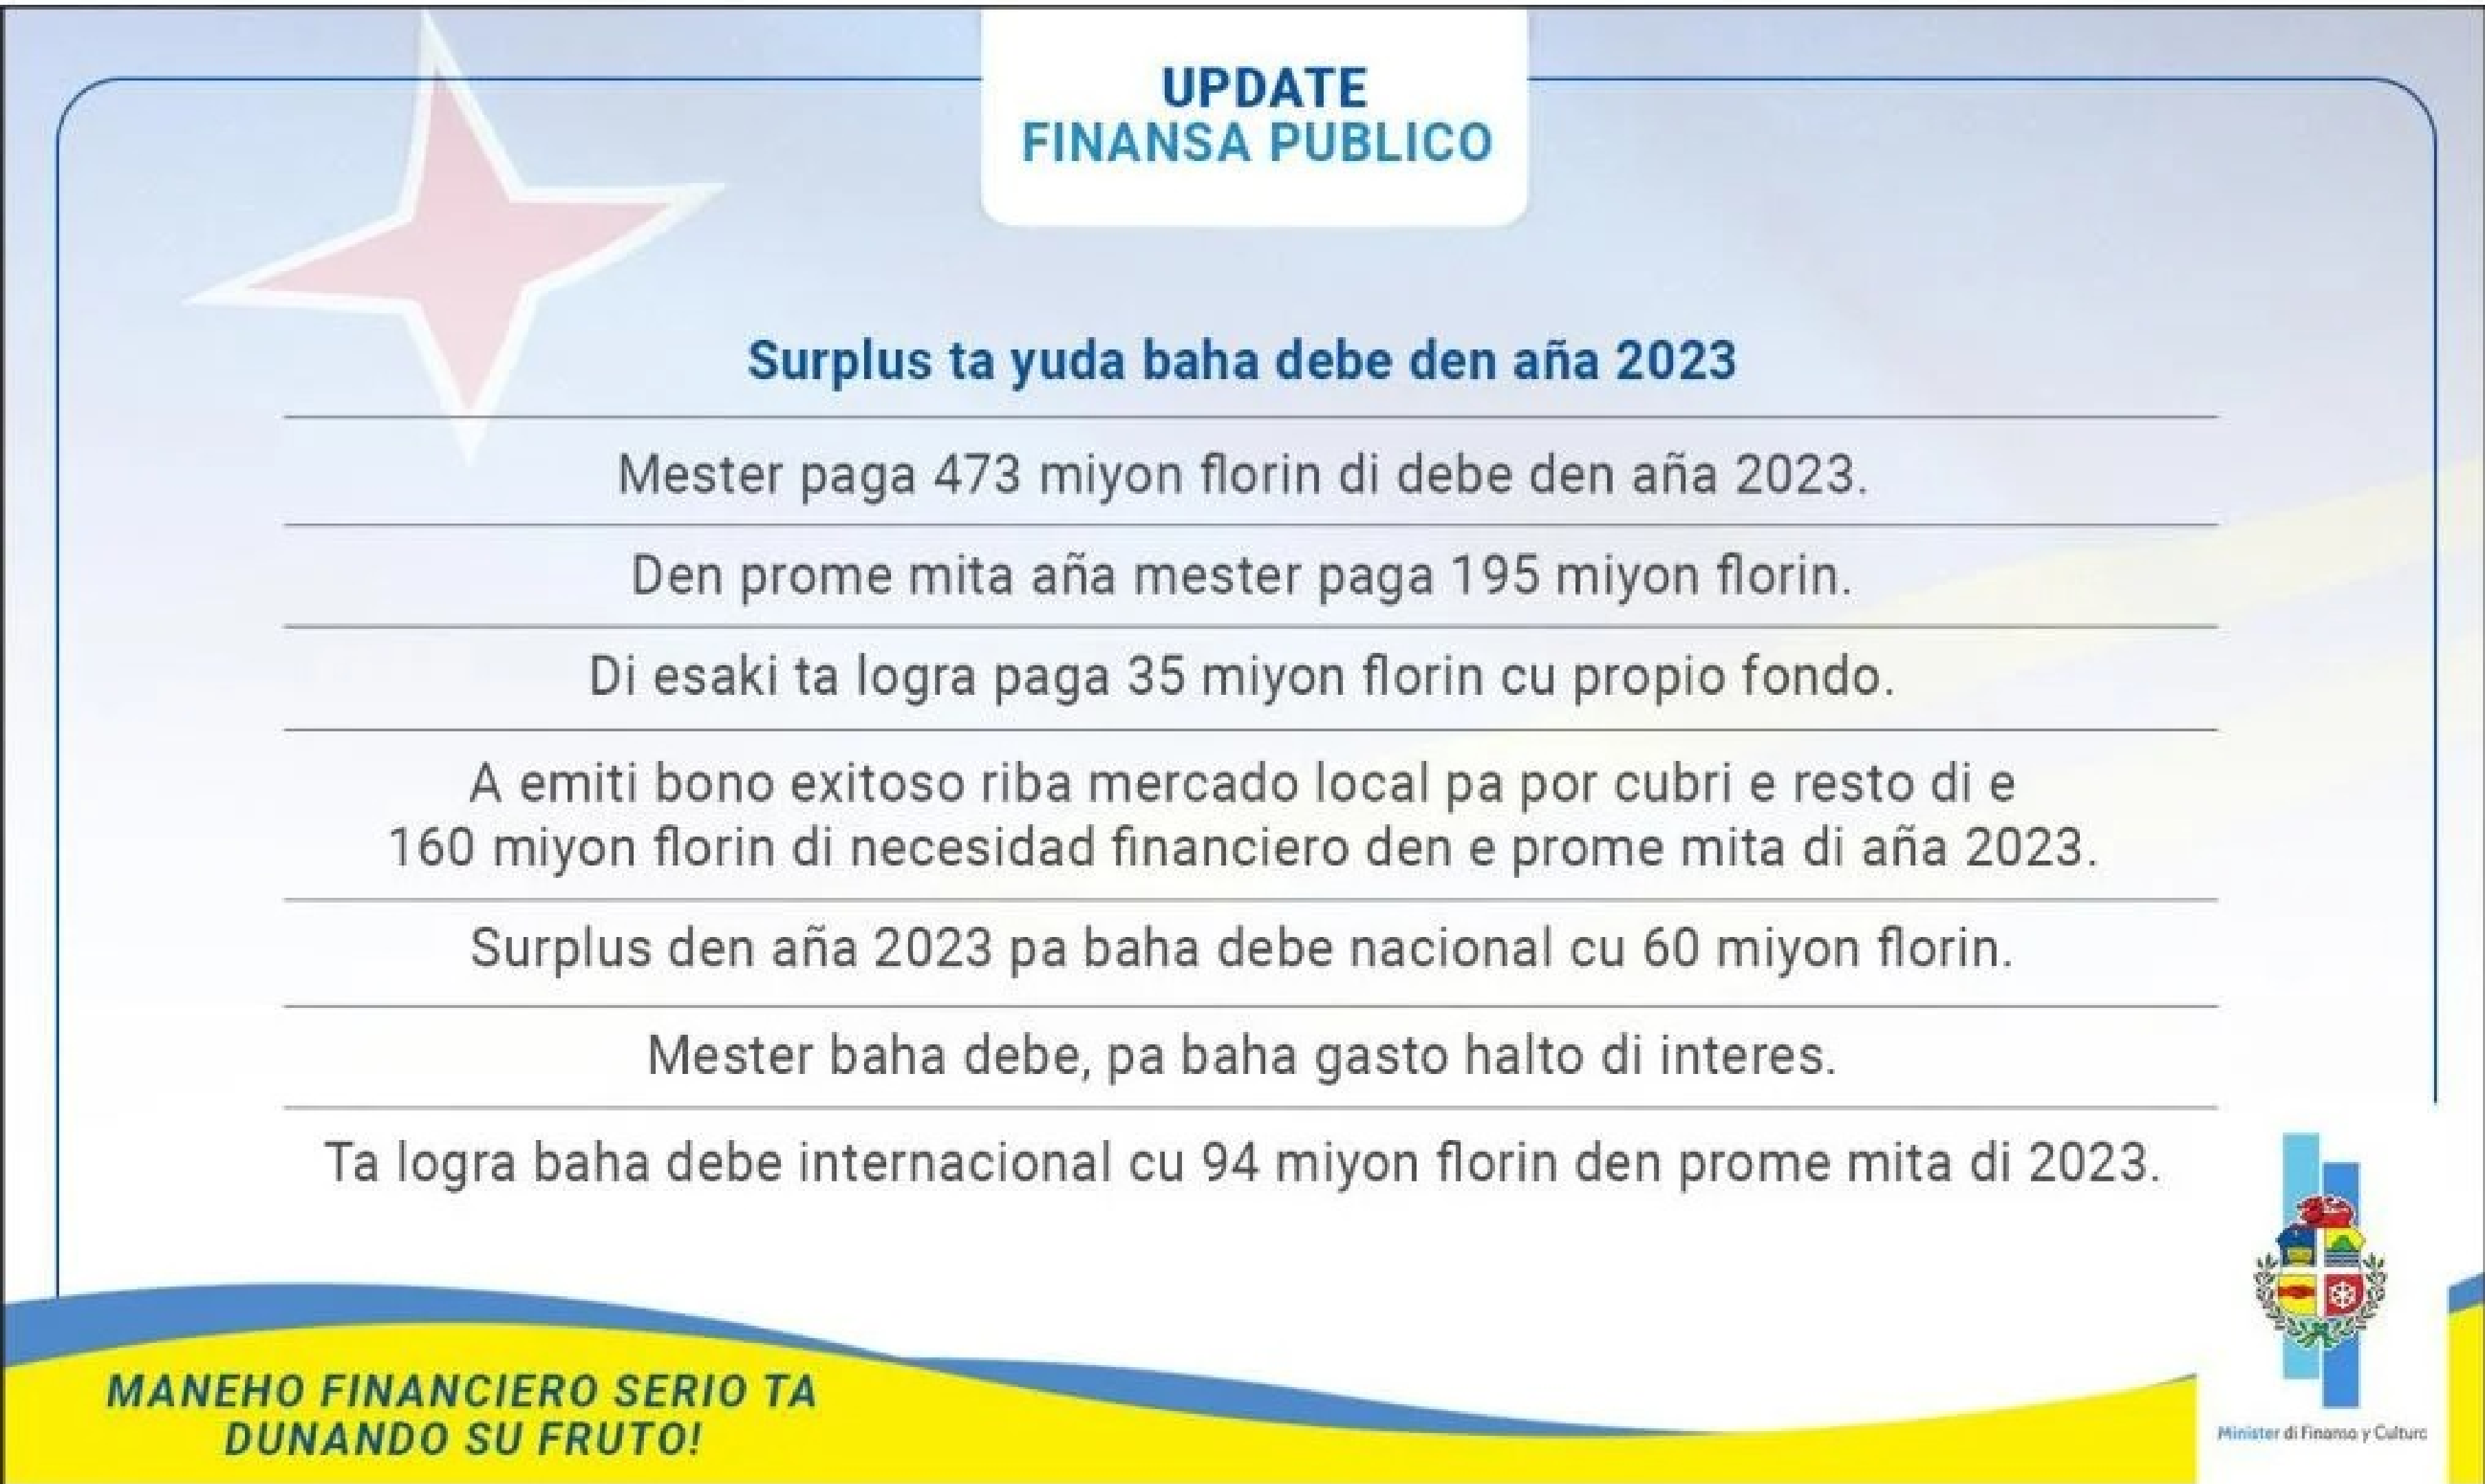 UPDATE
FINANSA PUBLICO
Surplus ta yuda baha debe den aña 2023
Mester paga 473 miyon florin di debe den aña 2023.
Den prome mita aña mester paga 195 miyon florin.
Di esaki ta logra paga 35 miyon florin cu propio fondo.
A emiti bono exitoso riba mercado local pa por cubri e resto di e
160 miyon florin di necesidad financiero den e prome mita di aña 2023.
Surplus den aña 2023 pa baha debe nacional cu 60 miyon florin.
Mester baha debe, pa baha gasto halto di interes.
Ta logra baha debe internacional cu 94 miyon florin den prome mita di 2023.
MANEHO FINANCIERO SERIO TA
DUNANDO SU FRUTO!
Minister di Finansa y Cultura